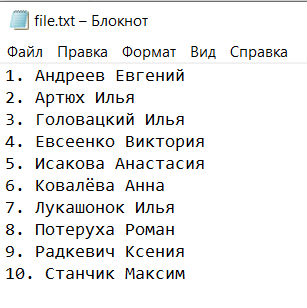 file.txt – Блокнот
Файл Правка Формат Вид Справка
1. Андреев Евгений
2. Артюх Илья
3. Головацкий Илья
4. Евсеенко Виктория
5. Исакова Анастасия
6. Ковалёва Анна
7. Лукашонок Илья
8. Потеруха Роман
9. Радкевич Ксения
10. Станчик Максим